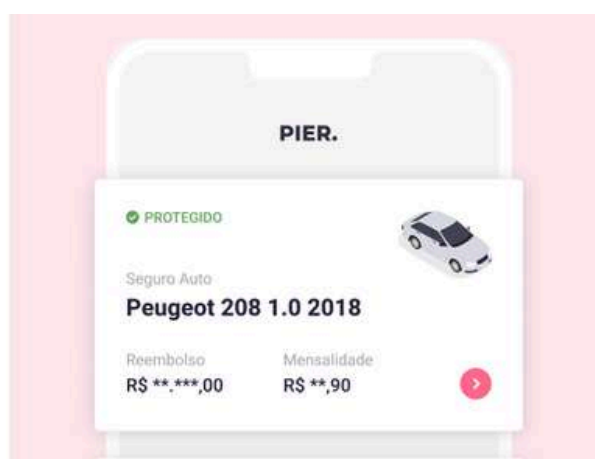 PIER.
PROTEGIDO
Seguro Auto
Peugeot 208 1.0 2018
Reembolso Mensalidade
R$ **.***,00 R$ **,90